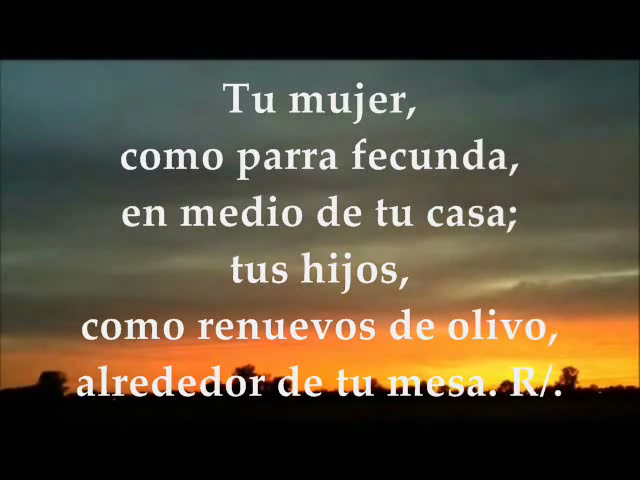 Tu mujer,
como parra fecunda,
en medio de tu casa;
tus hijos,
como renuevos de olivo,
alrededor de tu mesa. R/.